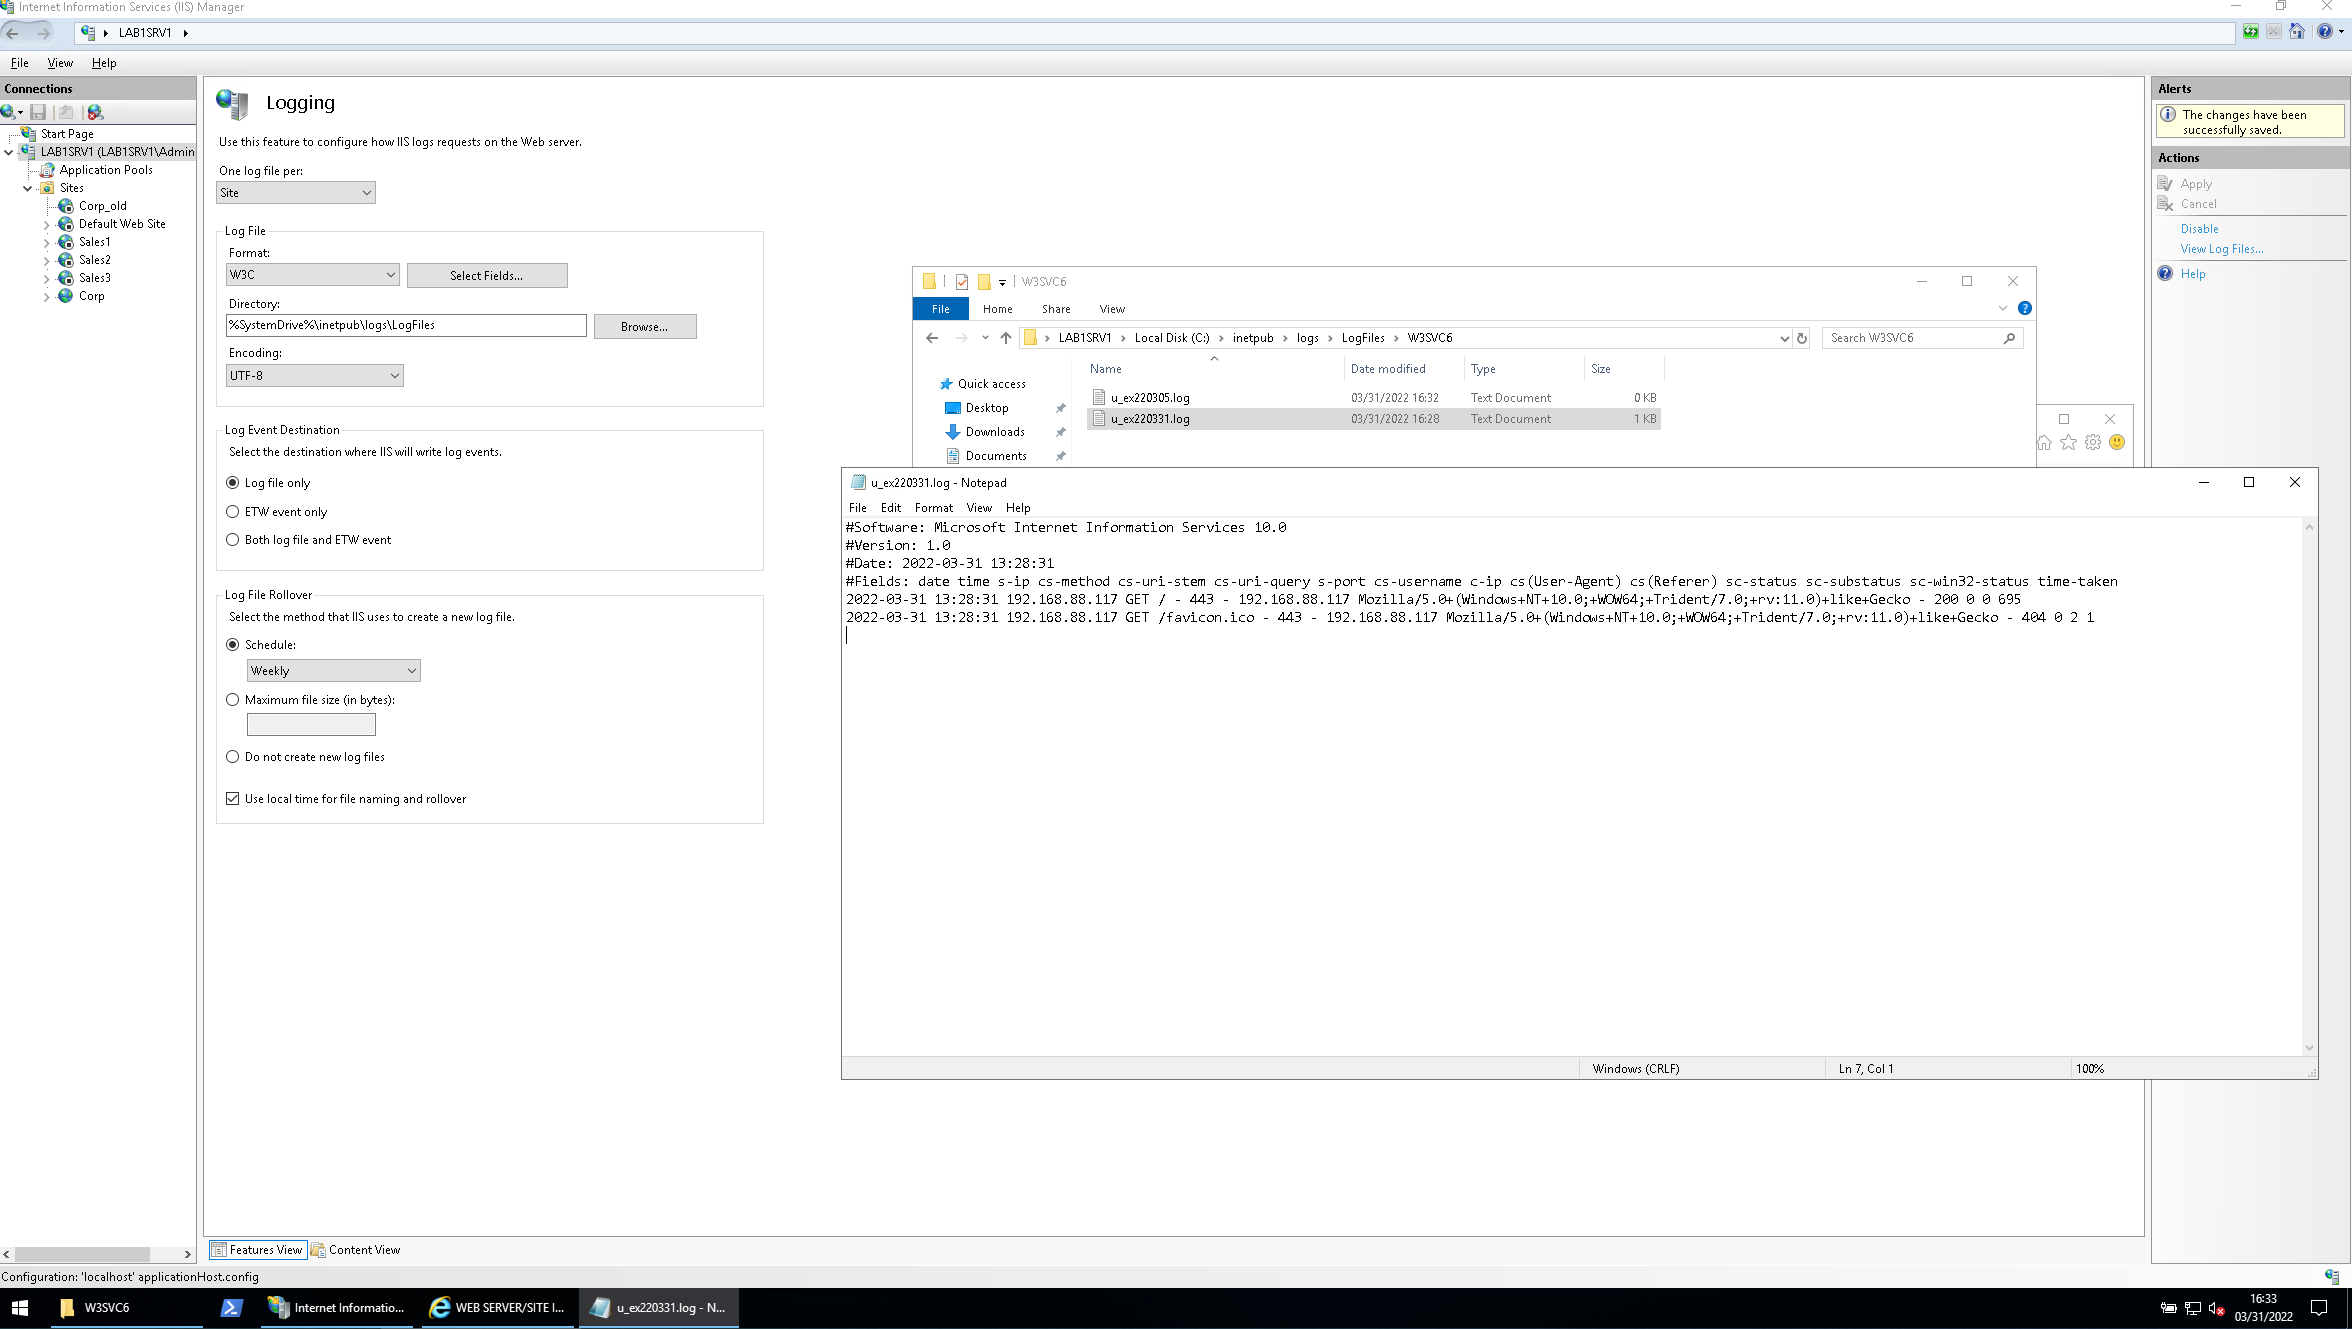 Internet Information Services (IIS) Manager
LAB1SRV1
File View Help
Connections
Start Page
LAB1SRV1 (LAB1SRV1\Admin
Application Pools
Sites
Corp_old
Default Web Site
Sales1
Sales2
Sales3
Corp
Logging
Use this feature to configure how IIS logs requests on the Web server.
One log file per:
Site
Log File
Format:
W3C
Select Fields...
Directory:
%SystemDrive%\inetpub\logs\LogFiles
Browse...
Encoding:
UTF-8
Log Event Destination
Select the destination where IIS will write log events.
Log file only
ETW event only
Both log file and ETW event
Log File Rollover
Select the method that IIS uses to create a new log file.
Schedule:
Weekly
Maximum file size (in bytes):
Do not create new log files
Use local time for file naming and rollover
Features View Content View
Alerts
The changes have been
successfully saved.
Actions
Apply
Cancel
Disable
View Log Files...
Help
W3SVC6
File Home Share View
LAB1SRV1 Local Disk (C:) inetpub logs LogFiles W3SVC6
Search W3SVC6
Quick access
Desktop
Downloads
Documents
Name Date modified Type Size
u_ex220305.log 03/31/2022 16:32 Text Document 0 KB
u_ex220331.log 03/31/2022 16:28 Text Document 1 KB
u_ex220331.log - Notepad
File Edit Format View Help
#Software: Microsoft Internet Information Services 10.0
#Version: 1.0
#Date: 2022-03-31 13:28:31
#Fields: date time s-ip cs-method cs-uri-stem cs-uri-query s-port cs-username c-ip cs(User-Agent) cs(Referer) sc-status sc-substatus sc-win32-status time-taken
2022-03-31 13:28:31 192.168.88.117 GET / - 443 - 192.168.88.117 Mozilla/5.0+(Windows+NT+10.0;+WOW64;+Trident/7.0;+rv:11.0)+like+Gecko - 200 0 0 695
2022-03-31 13:28:31 192.168.88.117 GET /favicon.ico - 443 - 192.168.88.117 Mozilla/5.0+(Windows+NT+10.0;+WOW64;+Trident/7.0;+rv:11.0)+like+Gecko - 404 0 2 1
Windows (CRLF) Ln 7, Col 1 100%
Configuration: 'localhost' applicationHost.config
W3SVC6
Internet Informatio...
WEB SERVER/SITE I...
u_ex220331.log - N...
16:33
03/31/2022